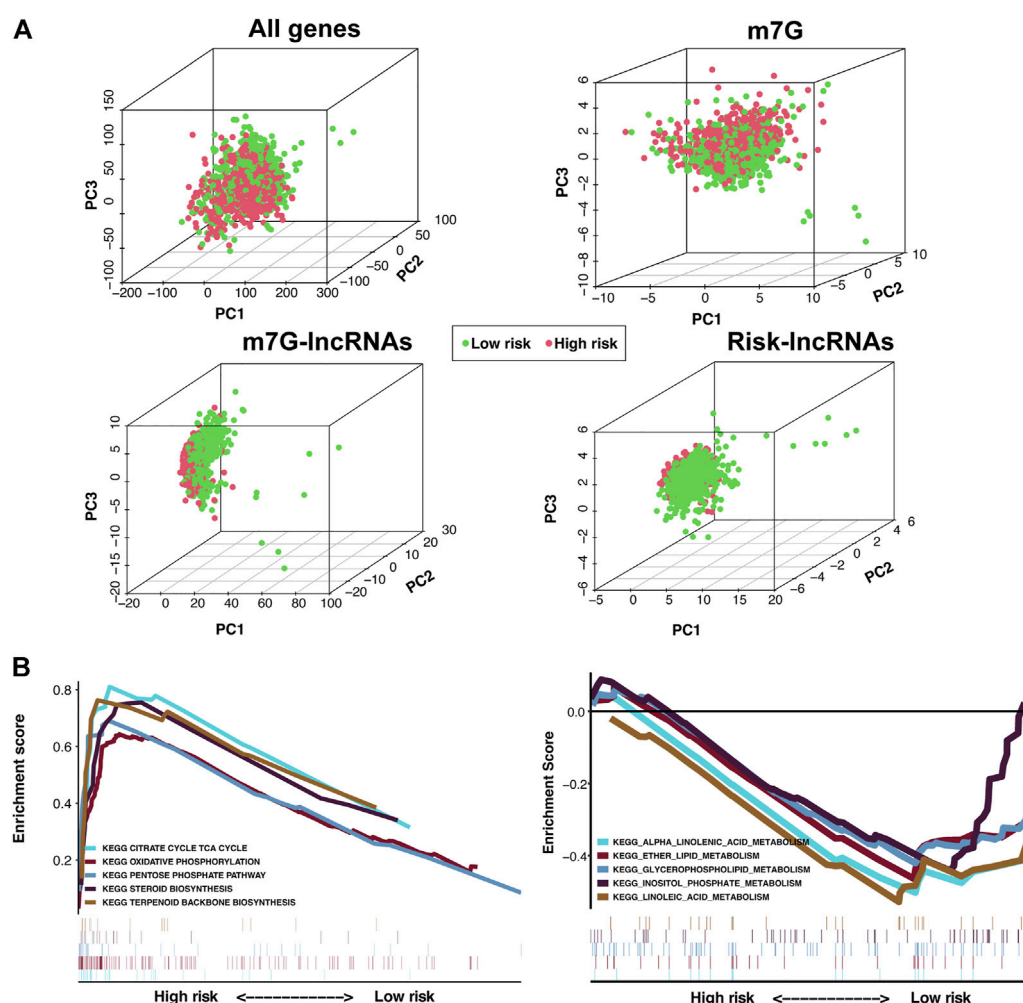 A
All genes
150
100
50
0
−50
−100
PC3
−200
0
100
200
300
PC1
−100
−50
0
50
100
PC2
m7G
6
4
2
0
−2
−4
−6
−8
−10
PC3
−10
−5
0
5
10
PC1
−5
0
5
10
PC2
m7G-lncRNAs
10
5
0
−5
−10
−15
−20
PC3
−20
0
20
40
60
80
100
PC1
−20
−10
0
10
20
30
PC2
Low risk High risk
Risk-lncRNAs
6
4
2
0
−2
−4
−6
PC3
−5
0
5
10
15
20
PC1
−6
−4
−2
0
2
4
6
PC2
B
Enrichment score
0.8
0.6
0.4
0.2
KEGG CITRATE CYCLE TCA CYCLE
KEGG OXIDATIVE PHOSPHORYLATION
KEGG PENTOSE PHOSPHATE PATHWAY
KEGG STEROID BIOSYNTHESIS
KEGG TERPENOID BACKBONE BIOSYNTHESIS
High risk <------------> Low risk
Enrichment Score
0.0
−0.2
−0.4
KEGG_ALPHA_LINOLENIC_ACID_METABOLISM
KEGG_ETHER_LIPID_METABOLISM
KEGG_GLYCEROPHOSPHOLIPID_METABOLISM
KEGG_INOSITOL_PHOSPHATE_METABOLISM
KEGG_LINOLEIC_ACID_METABOLISM
High risk <------------> Low risk